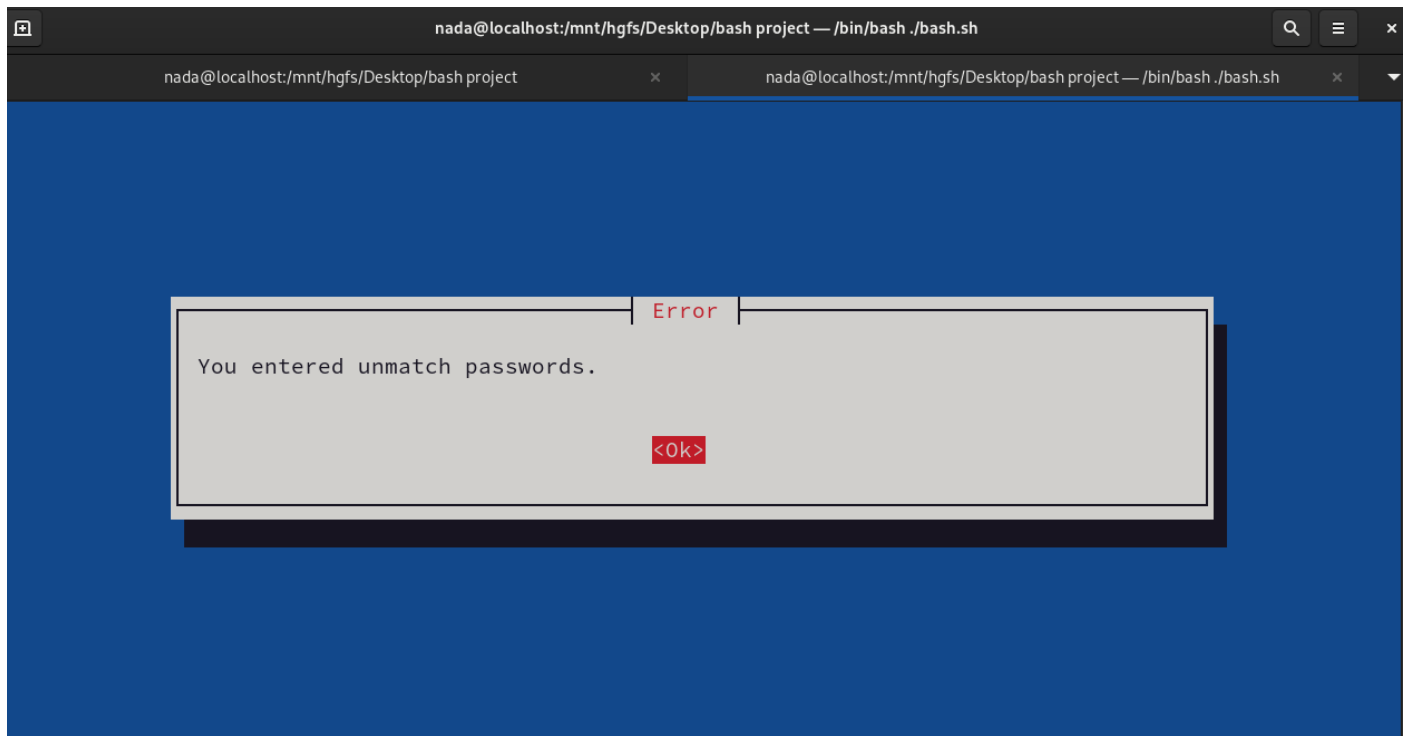 nada@localhost:/mnt/hgfs/Desktop/bash project — /bin/bash ./bash.sh
nada@localhost:/mnt/hgfs/Desktop/bash project
nada@localhost:/mnt/hgfs/Desktop/bash project — /bin/bash ./bash.sh
Error
You entered unmatch passwords.
<Ok>